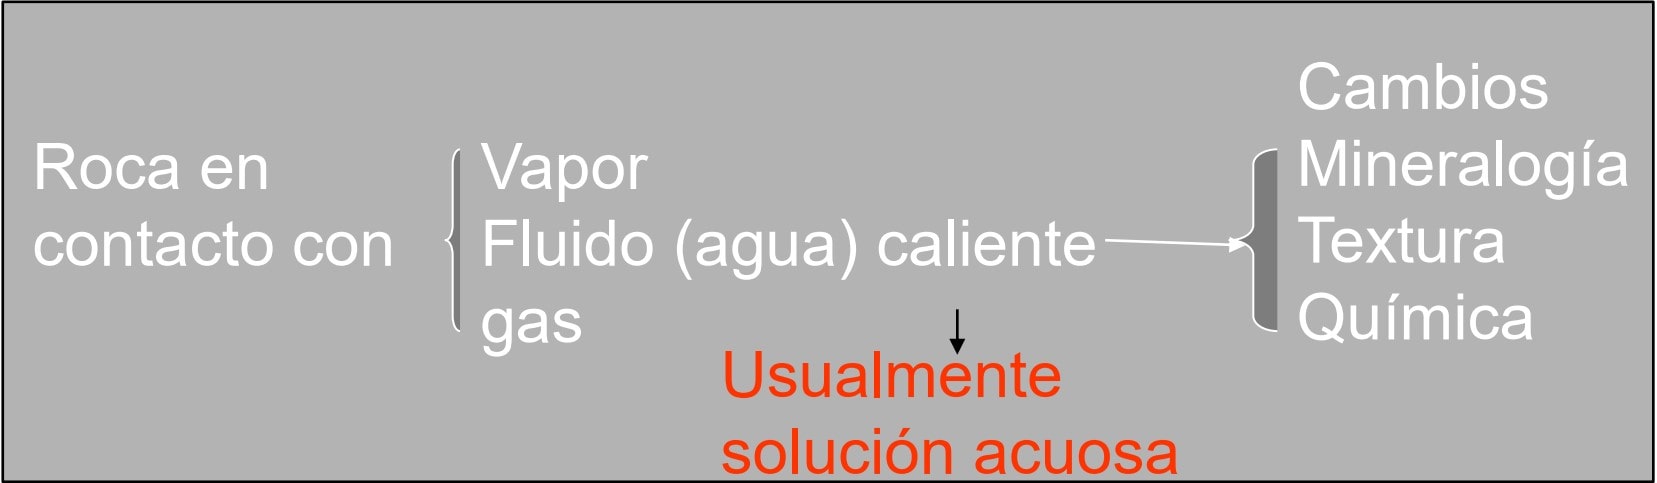 Roca en
contacto con
Vapor
Fluido (agua) caliente
gas
Usualmente
solución acuosa
Cambios
Mineralogía
Textura
Química